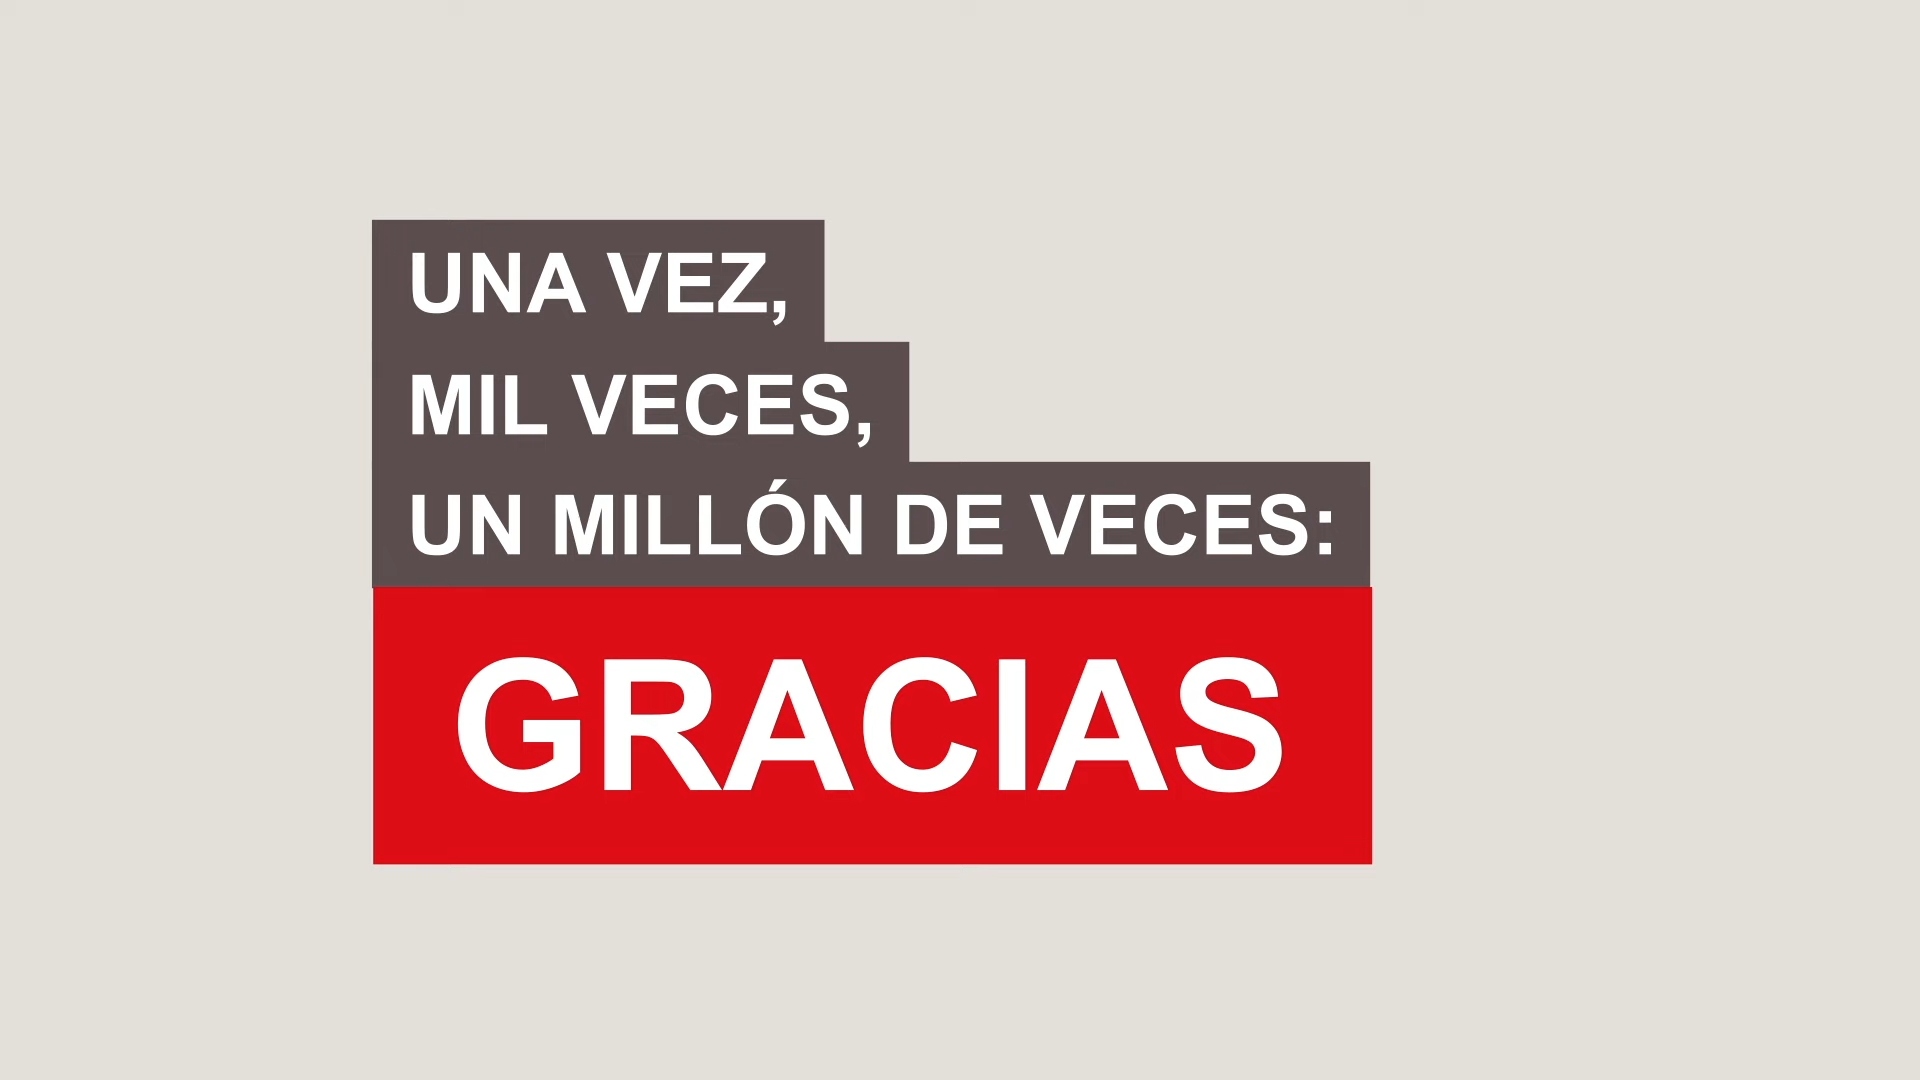 UNA VEZ,
MIL VECES,
UN MILLÓN DE VECES:
GRACIAS